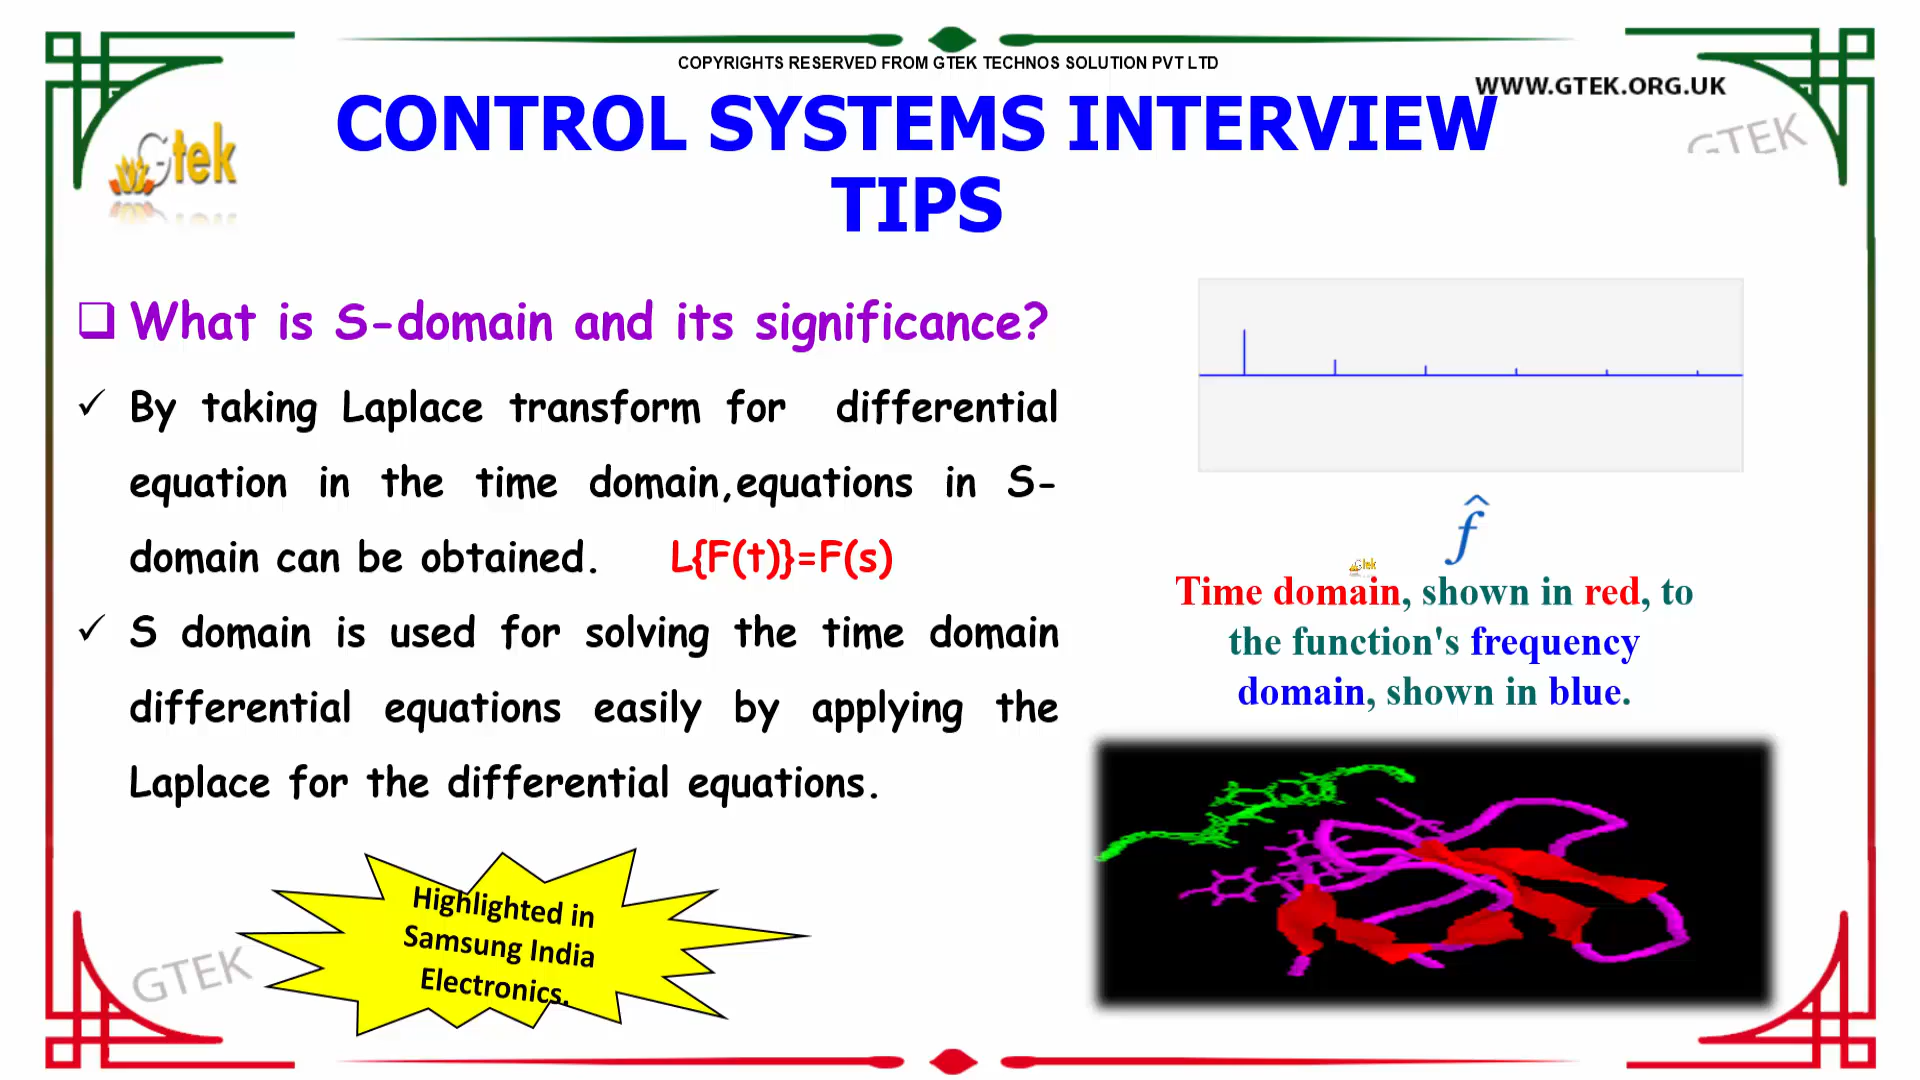 COPYRIGHTS RESERVED FROM GTEK TECHNOS SOLUTION PVT LTD
WWW.GTEK.ORG.UK
CONTROL SYSTEMS INTERVIEW
TIPS
Gtek
GTEK
What is S-domain and its significance?
By taking Laplace transform for differential
equation in the time domain,equations in S-
domain can be obtained. L{F(t)}=F(s)
S domain is used for solving the time domain
differential equations easily by applying the
Laplace for the differential equations.
f̂
Gtek
Time domain, shown in red, to
the function's frequency
domain, shown in blue.
Highlighted in
Samsung India
Electronics.
GTEK